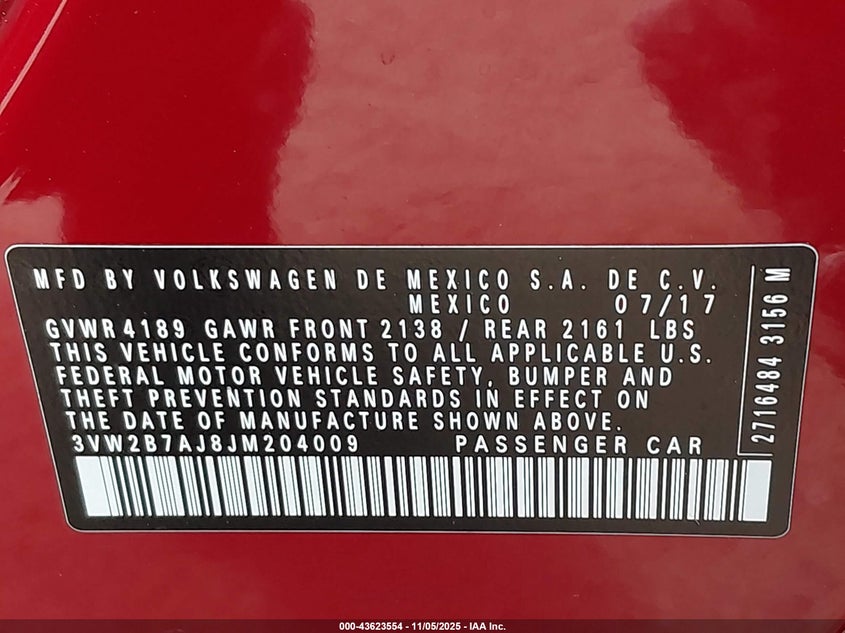 MFD BY VOLKSWAGEN DE MEXICO S.A. DE C.V.
MEXICO 07/17
GVWR 4189 GAWR FRONT 2138 / REAR 2161 LBS
THIS VEHICLE CONFORMS TO ALL APPLICABLE U.S.
FEDERAL MOTOR VEHICLE SAFETY, BUMPER AND
THEFT PREVENTION STANDARDS IN EFFECT ON
THE DATE OF MANUFACTURE SHOWN ABOVE.
3VW2B7AJ8JM204009 PASSENGER CAR
2716484 3156 M
000-43623554 - 11/05/2025 - IAA Inc.